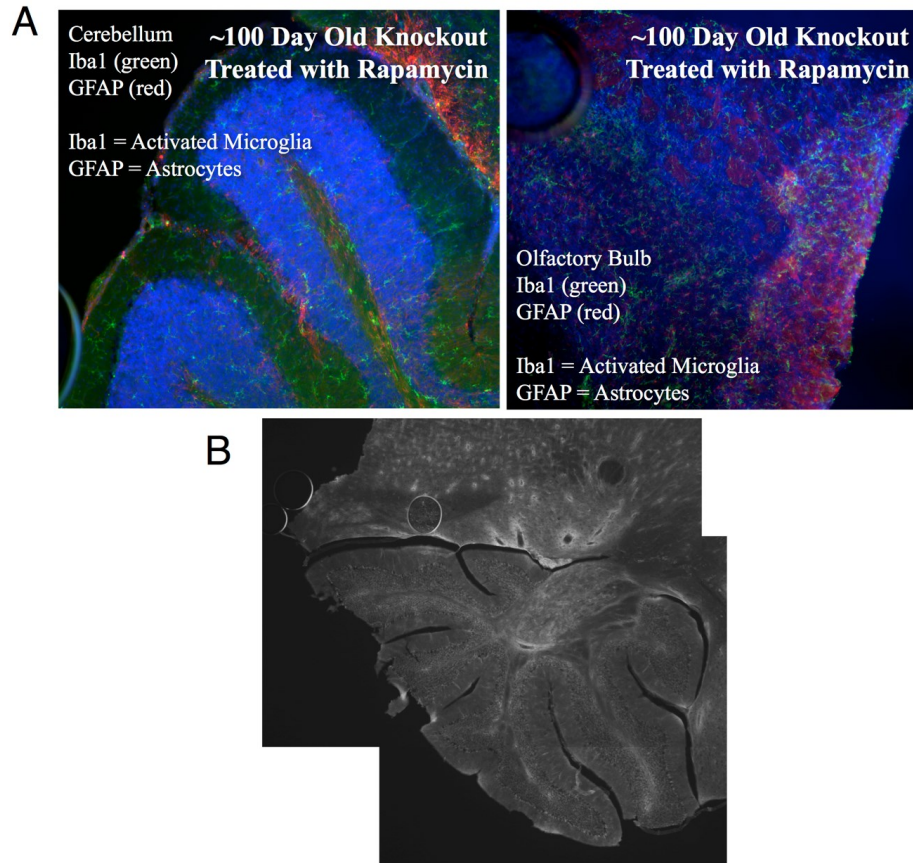 A
Cerebellum
Iba1 (green)
GFAP (red)
Iba1 = Activated Microglia
GFAP = Astrocytes
~100 Day Old Knockout
Treated with Rapamycin
~100 Day Old Knockout
Treated with Rapamycin
Olfactory Bulb
Iba1 (green)
GFAP (red)
Iba1 = Activated Microglia
GFAP = Astrocytes
B